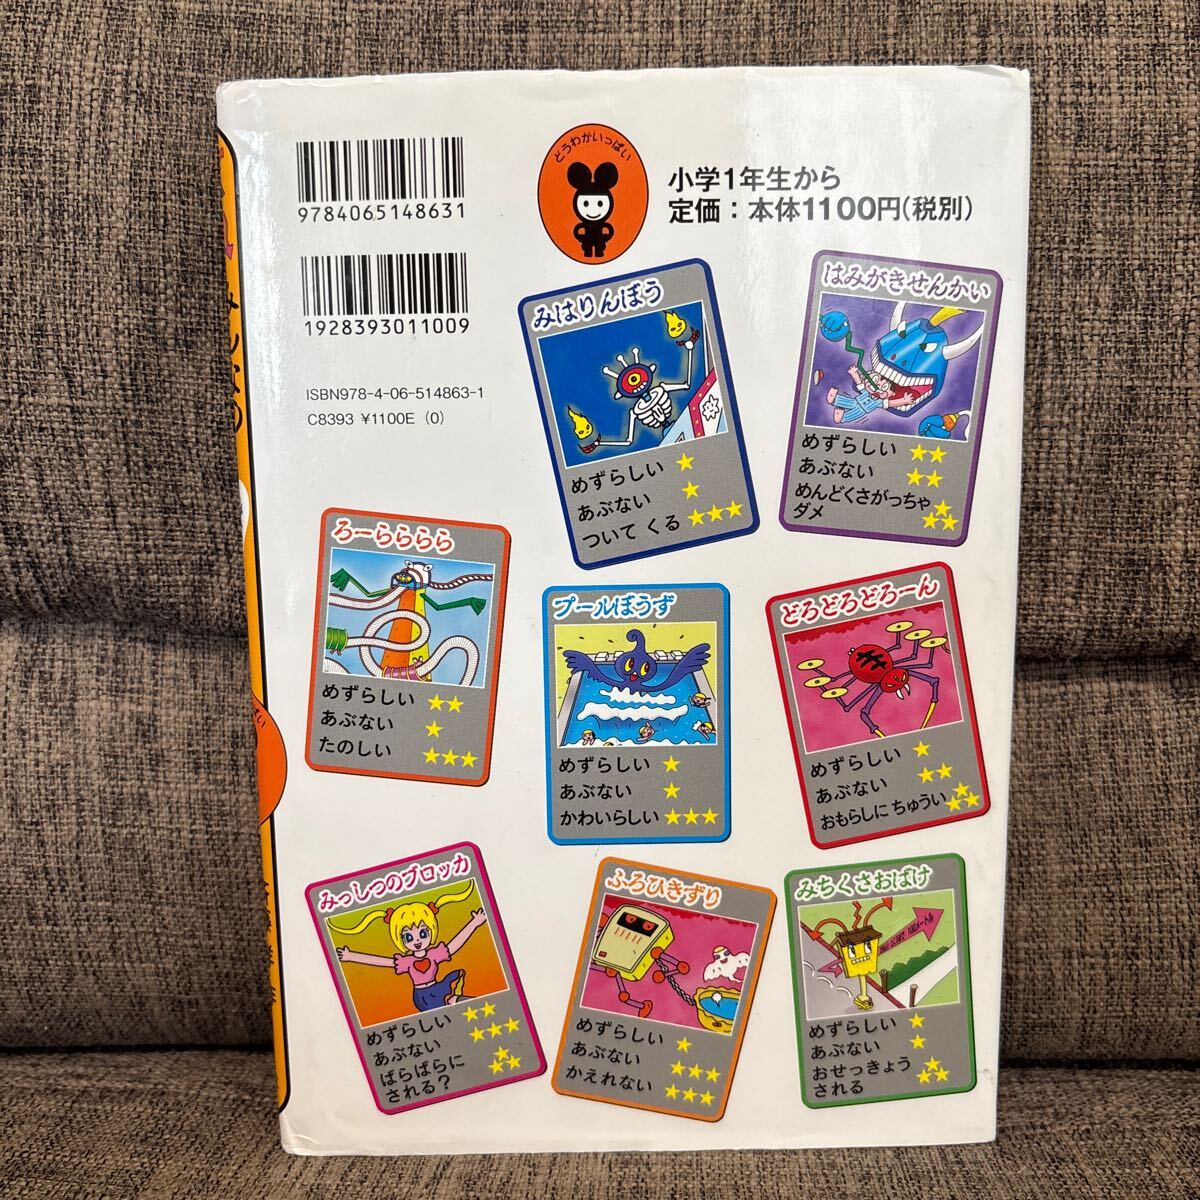 9784065148631
1928393011009
ISBN978-4-06-514863-1
C8393 ¥1100E (0)
どうわがいっぱい
小学1年生から
定価：本体1100円(税別)
みはりんぼう
めずらしい ★
あぶない ★
ついて くる ★★★
はみがきせんかい
めずらしい ★★
あぶない ★★
めんどくさがっちゃ
ダメ ★★★
ろーららららら
めずらしい ★★
あぶない ★
たのしい ★★★
プールぼうず
めずらしい ★
あぶない ★
かわいらしい ★★★
どろどろどろーん
めずらしい ★
あぶない ★★
おもらしに ちゅうい ★★★
みっしつのブロッカ
めずらしい ★★
あぶない ★★★
ばらばらに
される? ★★★
ふろひきずり
めずらしい ★
あぶない ★★★
かえれない ★★★
みちくさおばけ
100メートル
めずらしい ★
あぶない ★
おせっきょう
される ★★★